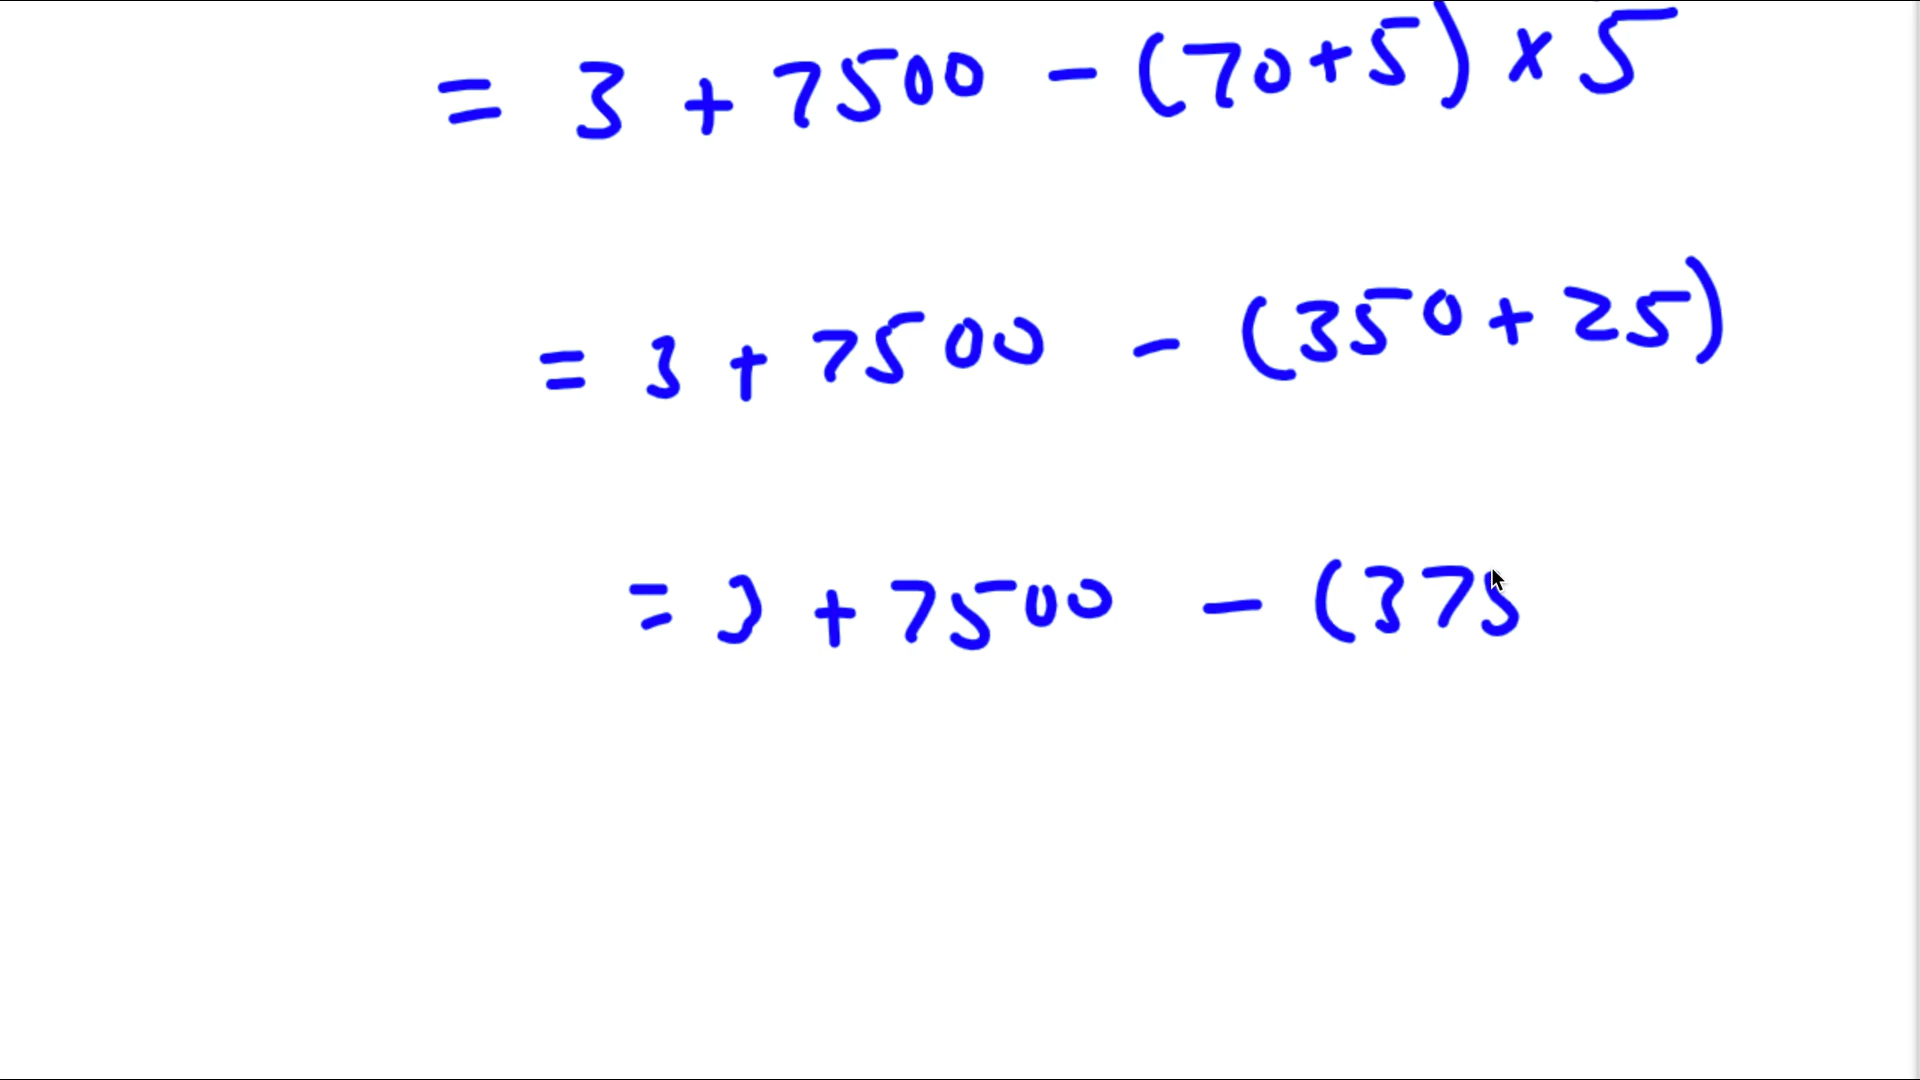 = 3 + 7500 - (70+5) × 5
= 3 + 7500 - (350 + 25)
= 3 + 7500 - (375